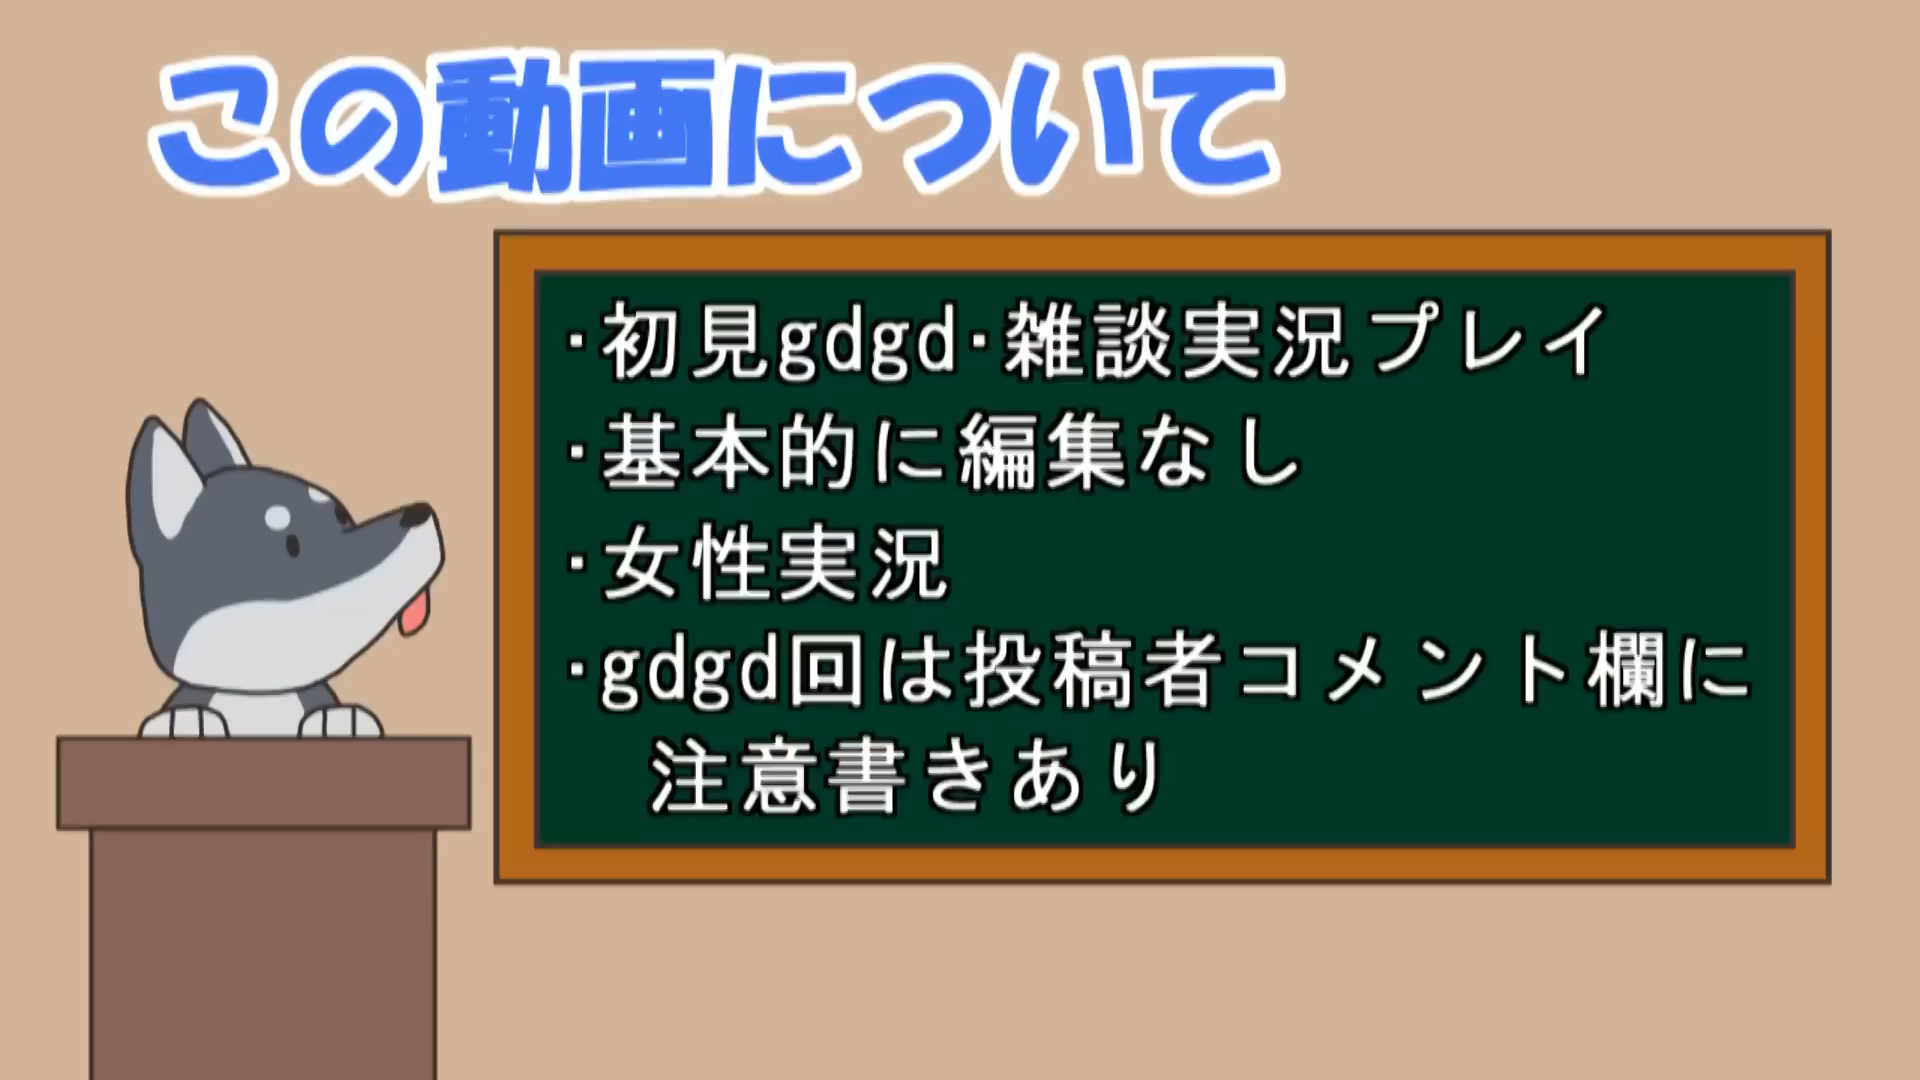 この動画について
・初見gdgd・雑談実況プレイ
・基本的に編集なし
・女性実況
・gdgd回は投稿者コメント欄に
注意書きあり